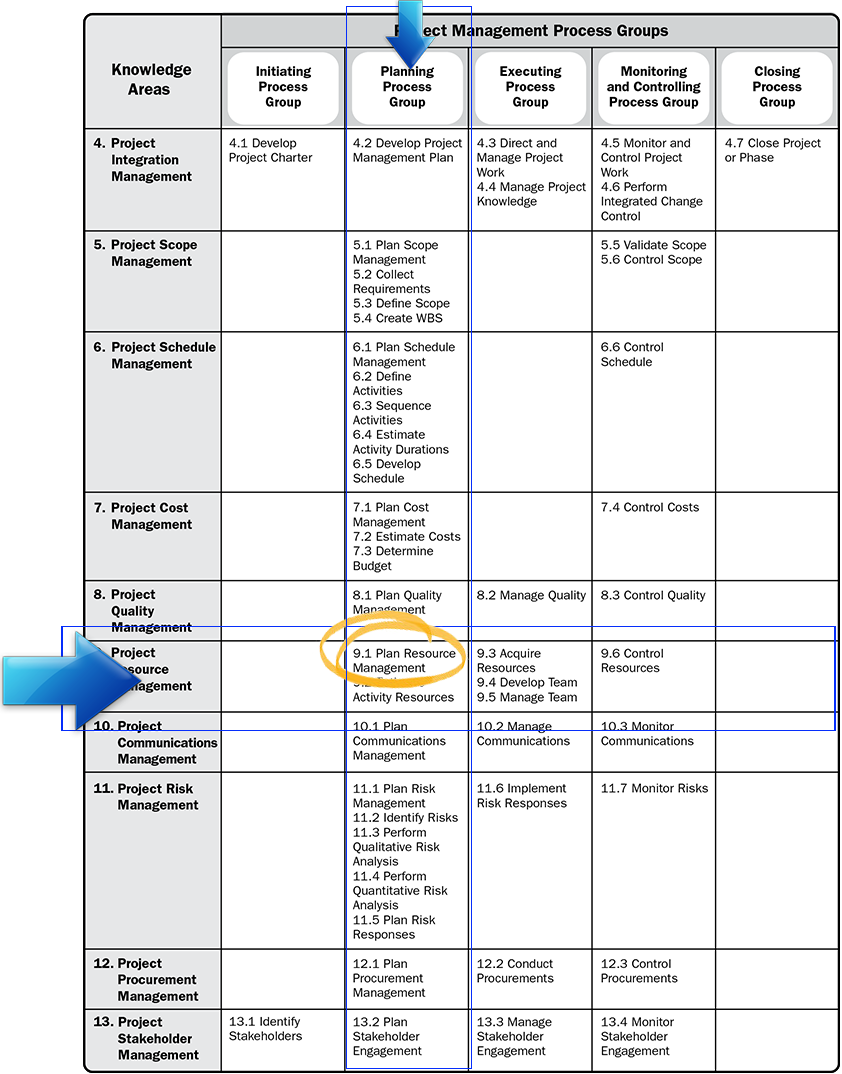 Management Process Groups
Knowledge
Areas
Initiating
Process
Group
Planning
Process
Group
Executing
Process
Group
Monitoring
and Controlling
Process Group
Closing
Process
Group
4. Project
Integration
Management
4.1 Develop
Project Charter
4.2 Develop Project
Management Plan
4.3 Direct and
Manage Project
Work
4.4 Manage Project
Knowledge
4.5 Monitor and
Control Project
Work
4.6 Perform
Integrated Change
Control
4.7 Close Project
or Phase
5. Project Scope
Management
5.1 Plan Scope
Management
5.2 Collect
Requirements
5.3 Define Scope
5.4 Create WBS
5.5 Validate Scope
5.6 Control Scope
6. Project Schedule
Management
6.1 Plan Schedule
Management
6.2 Define
Activities
6.3 Sequence
Activities
6.4 Estimate
Activity Durations
6.5 Develop
Schedule
6.6 Control
Schedule
7. Project Cost
Management
7.1 Plan Cost
Management
7.2 Estimate Costs
7.3 Determine
Budget
7.4 Control Costs
8. Project
Quality
Management
8.1 Plan Quality
Management
8.2 Manage Quality
8.3 Control Quality
Project
9.1 Plan Resource
Management
Activity Resources
9.3 Acquire
Resources
9.4 Develop Team
9.5 Manage Team
9.6 Control
Resources
10. Project
Communications
Management
10.1 Plan
Communications
Management
10.2 Manage
Communications
10.3 Monitor
Communications
11. Project Risk
Management
11.1 Plan Risk
Management
11.2 Identify Risks
11.3 Perform
Qualitative Risk
Analysis
11.4 Perform
Quantitative Risk
Analysis
11.5 Plan Risk
Responses
11.6 Implement
Risk Responses
11.7 Monitor Risks
12. Project
Procurement
Management
12.1 Plan
Procurement
Management
12.2 Conduct
Procurements
12.3 Control
Procurements
13. Project
Stakeholder
Management
13.1 Identify
Stakeholders
13.2 Plan
Stakeholder
Engagement
13.3 Manage
Stakeholder
Engagement
13.4 Monitor
Stakeholder
Engagement